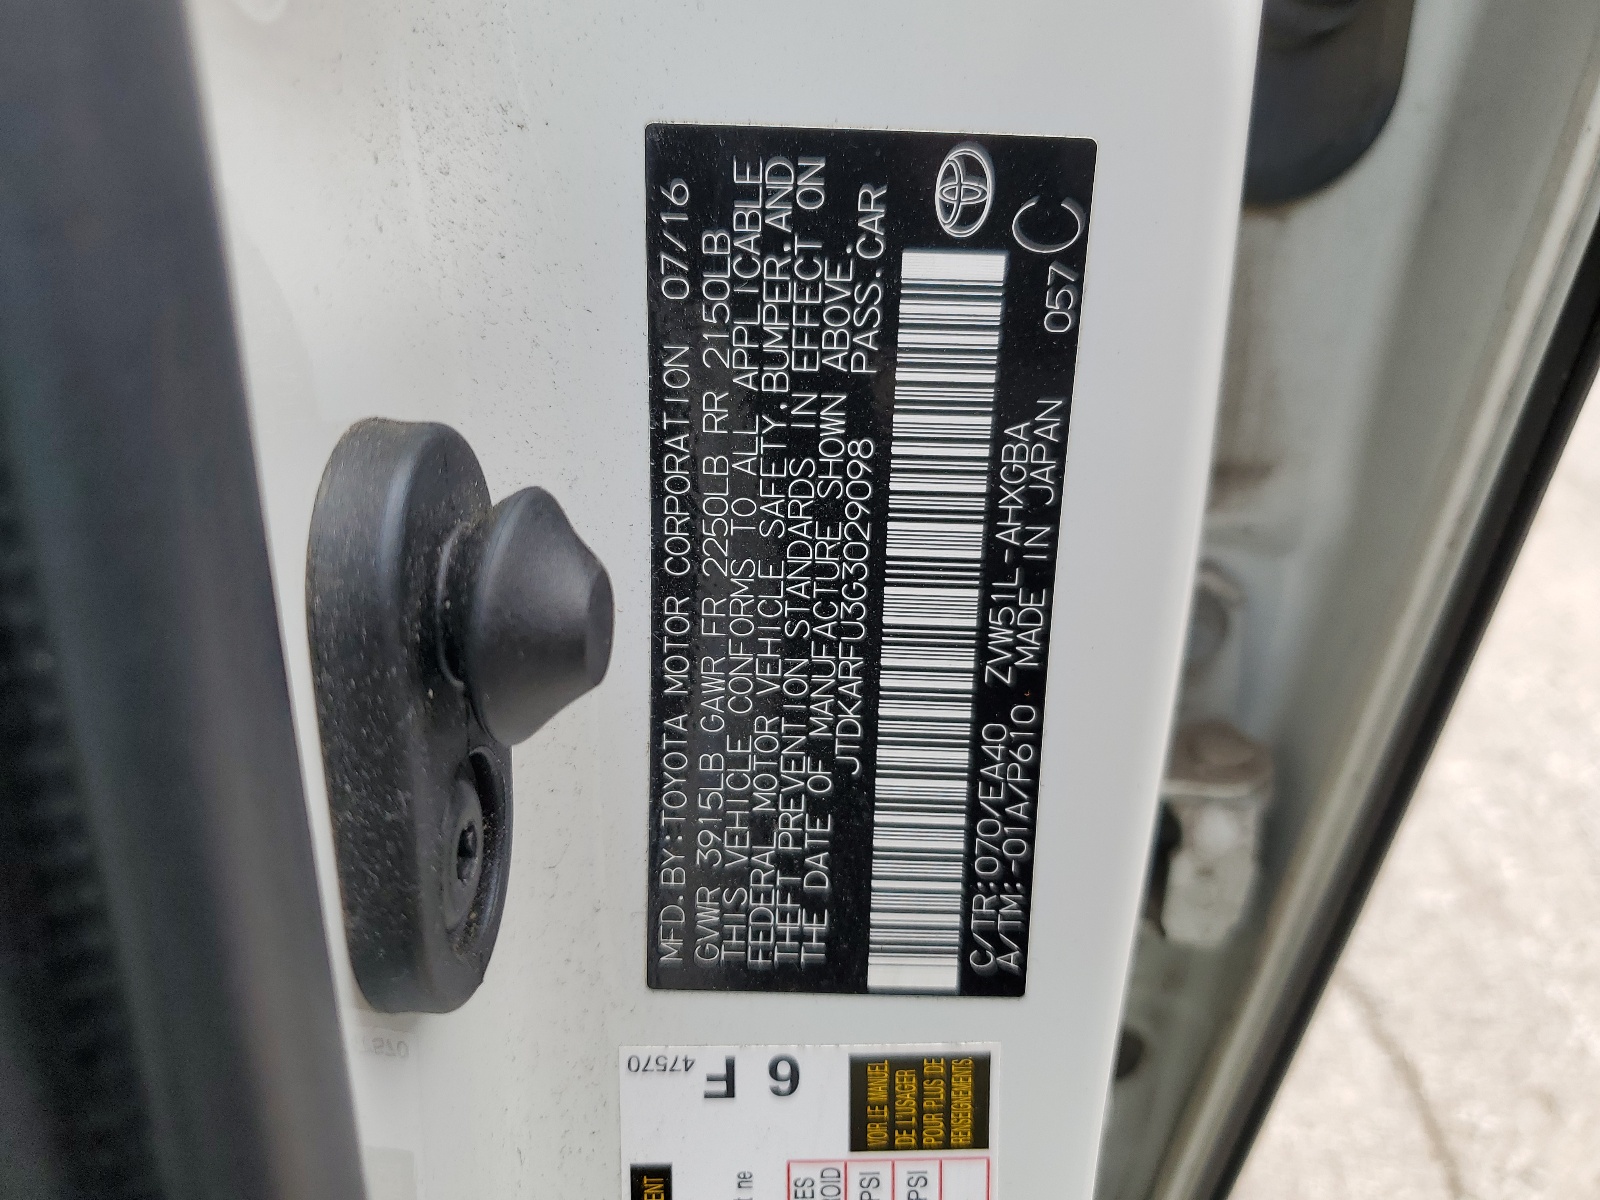 MFD.BY:TOYOTA MOTOR CORPORATION 07/16
GVWR 3915LB GAWR FR 2250LB RR 2150LB
THIS VEHICLE CONFORMS TO ALL APPLICABLE
FEDERAL MOTOR VEHICLE SAFETY,BUMPER,AND
THEFT PREVENTION STANDARDS IN EFFECT ON
THE DATE OF MANUFACTURE SHOWN ABOVE.
JTDKARFU3G3029098 PASS.CAR
C/TR:070/EA40 ZW51L-AHXGBA 057 C
A/TM:-01A/P610 MADE IN JAPAN
47570
6 F
VOIR LE MANUEL
DE L'USAGER
POUR PLUS DE
RENSEIGNEMENTS.
PSI
PSI